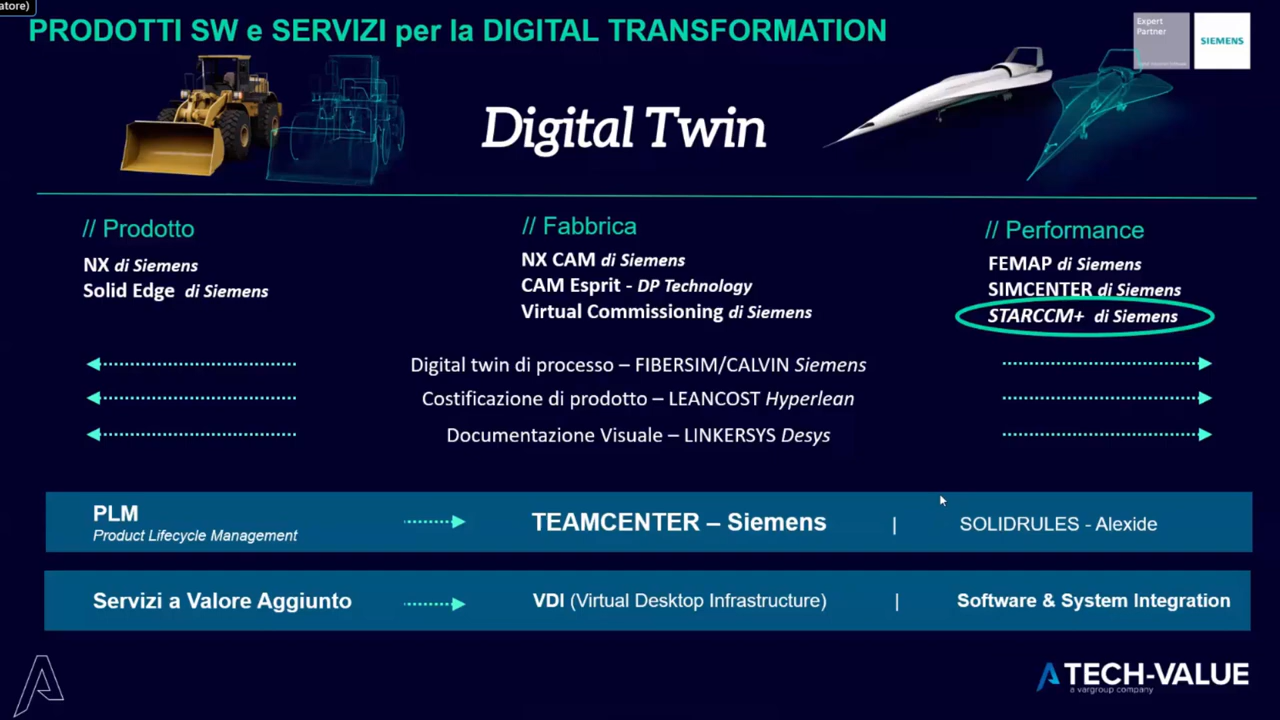 atore)
PRODOTTI SW e SERVIZI per la DIGITAL TRANSFORMATION
Expert
Partner
SIEMENS
Digital Twin
// Prodotto
NX di Siemens
Solid Edge di Siemens
// Fabbrica
NX CAM di Siemens
CAM Esprit - DP Technology
Virtual Commissioning di Siemens
// Performance
FEMAP di Siemens
SIMCENTER di Siemens
STARCCM+ di Siemens
Digital twin di processo – FIBERSIM/CALVIN Siemens
Costificazione di prodotto – LEANCOST Hyperlean
Documentazione Visuale – LINKERSYS Desys
PLM
Product Lifecycle Management
TEAMCENTER – Siemens | SOLIDRULES - Alexide
Servizi a Valore Aggiunto
VDI (Virtual Desktop Infrastructure) | Software & System Integration
TECH-VALUE
a vargroup company